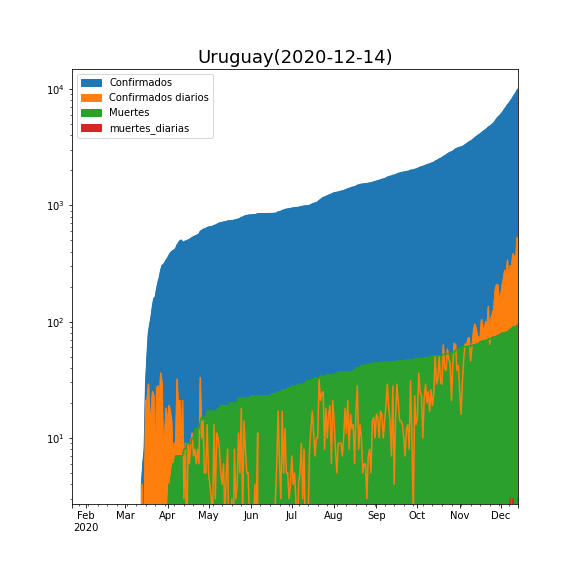 Uruguay(2020-12-14)
Confirmados
Confirmados diarios
Muertes
muertes_diarias
10⁴
10³
10²
10¹
Feb Mar Apr May Jun Jul Aug Sep Oct Nov Dec
2020